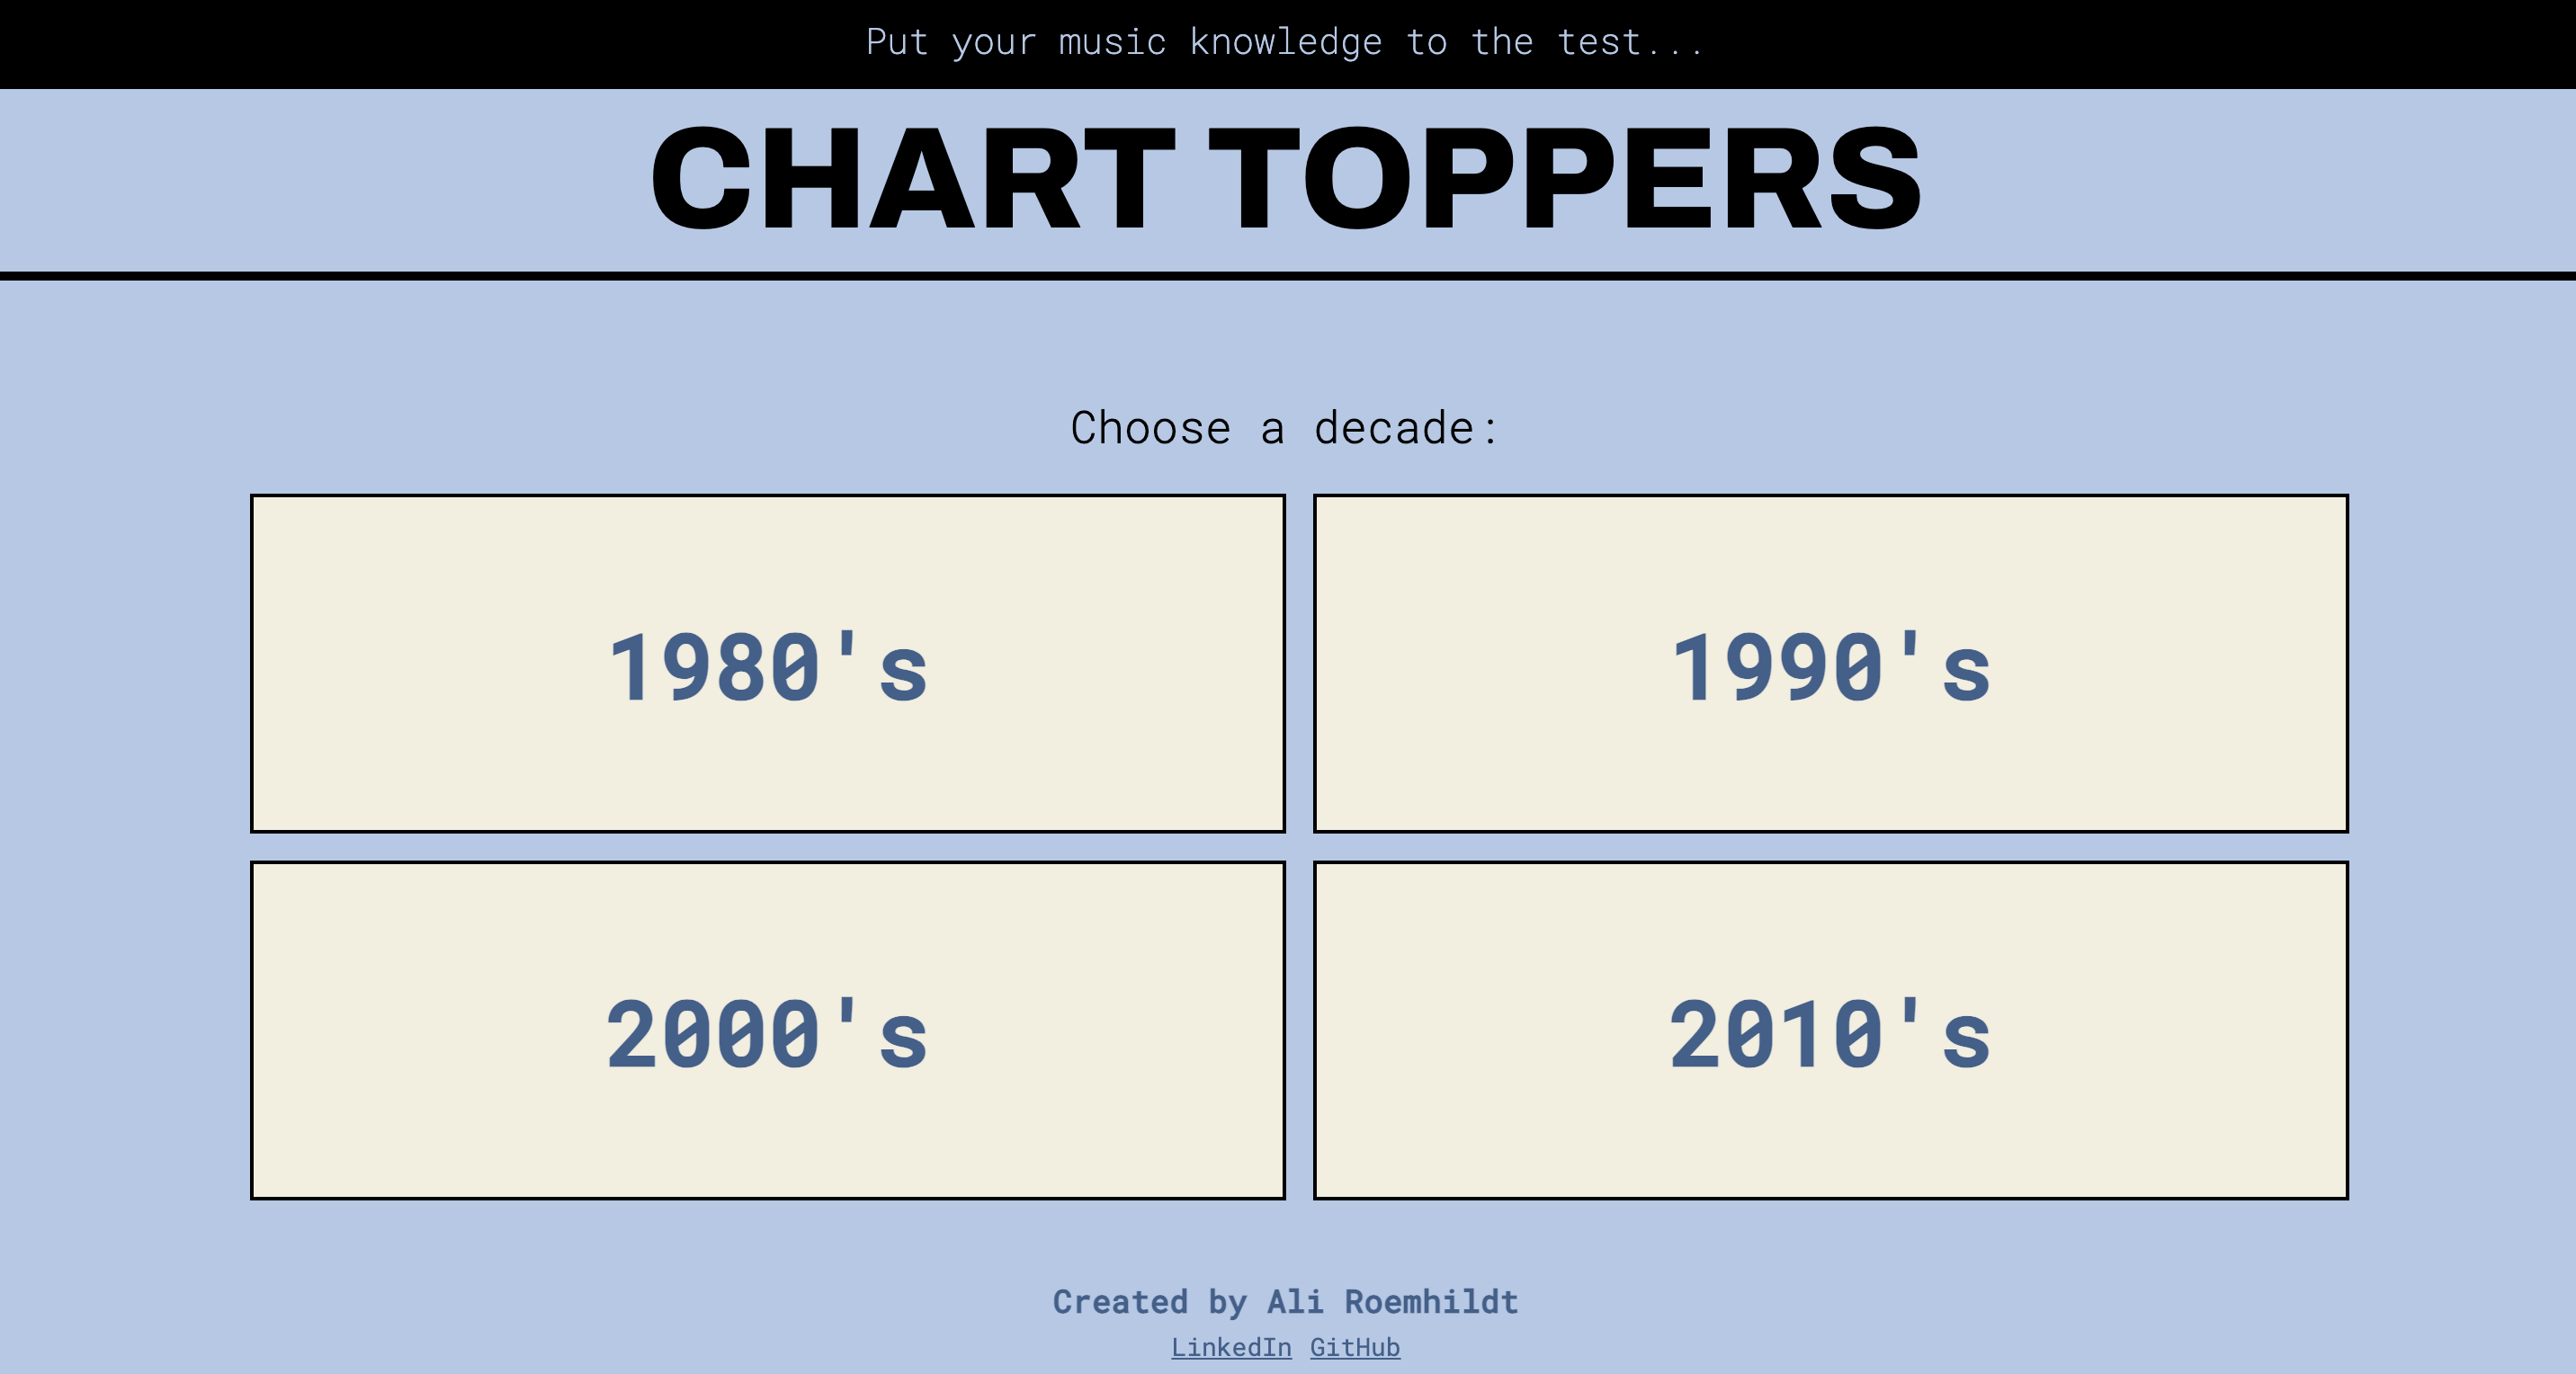 Put your music knowledge to the test...
CHART TOPPERS
Choose a decade:
1980's
1990's
2000's
2010's
Created by Ali Roemhildt
LinkedIn GitHub